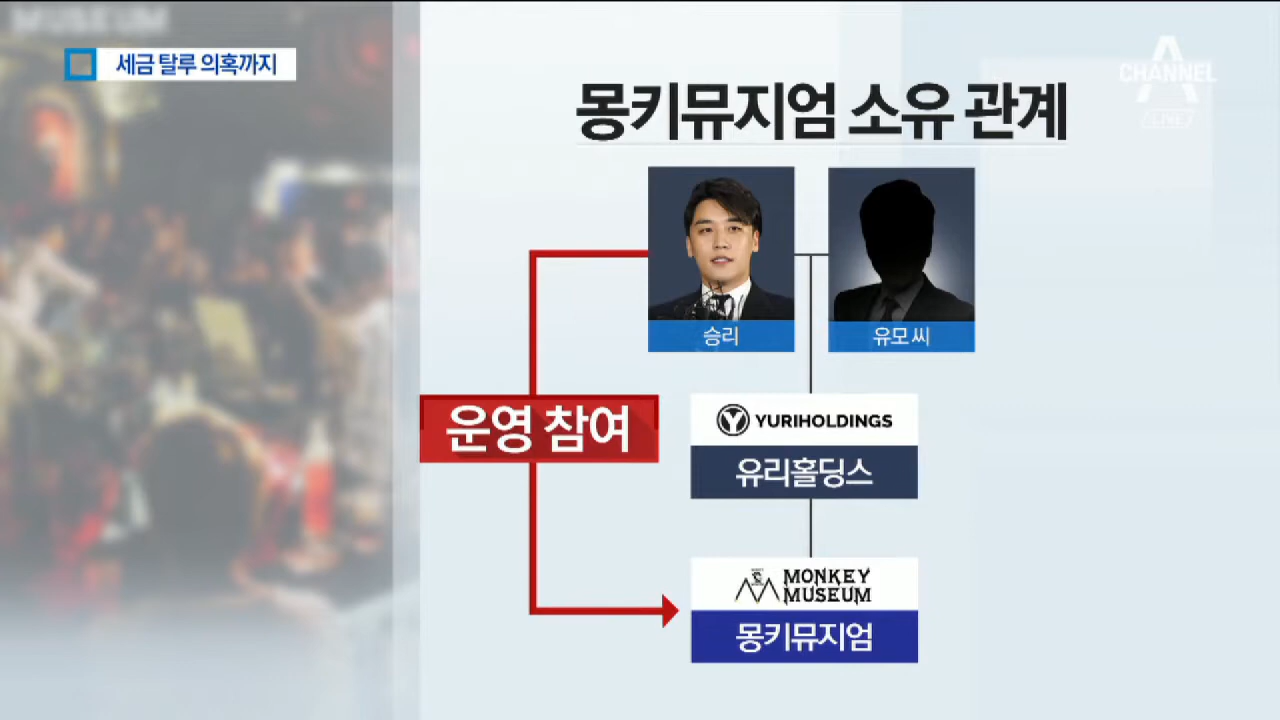 MUSEUM
세금 탈루 의혹까지
CHANNEL A
LIVE
몽키뮤지엄 소유 관계
승리
유모 씨
운영 참여
Y YURIHOLDINGS
유리홀딩스
MONKEY
MUSEUM
몽키뮤지엄